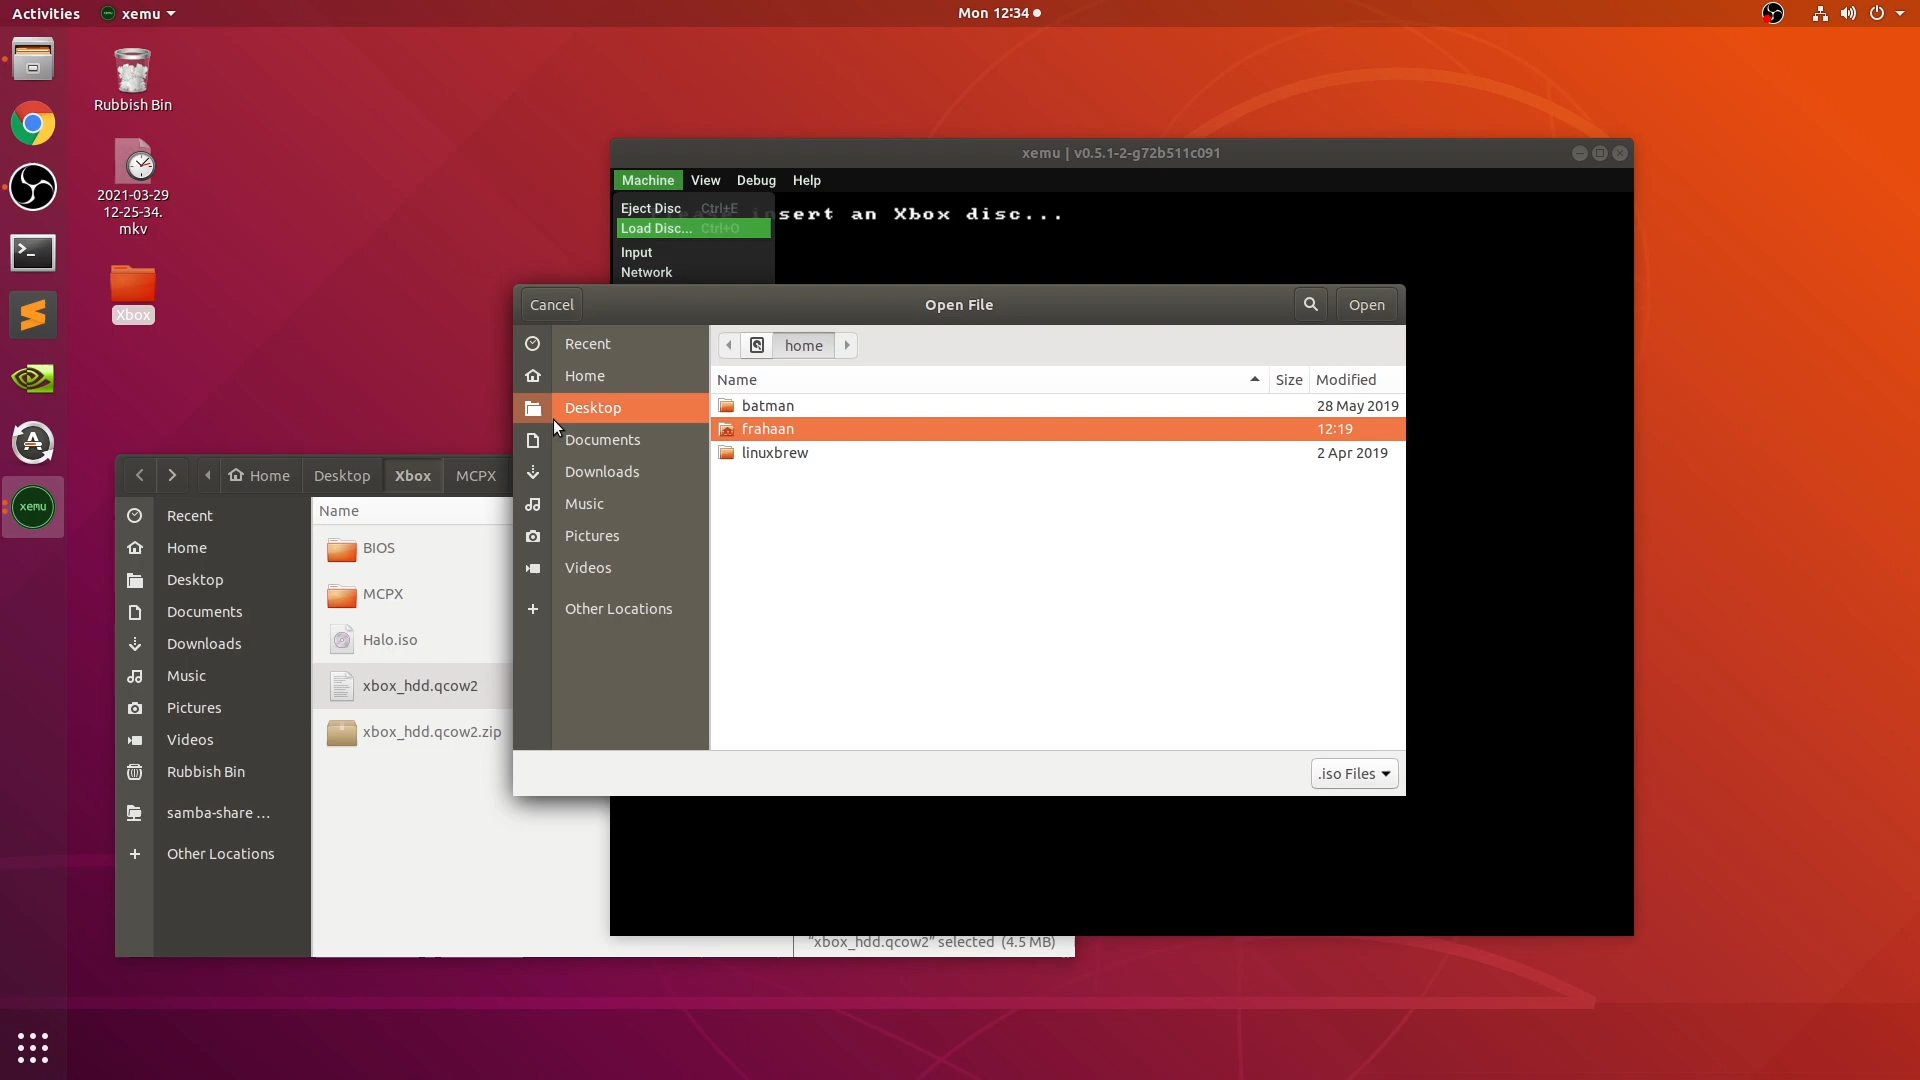 Activities
xemu
Mon 12:34
Rubbish Bin
2021-03-29
12-25-34.
mkv
Xbox
xemu
xemu | v0.5.1-2-g72b511c091
Machine View Debug Help
Eject Disc Ctrl+E
Load Disc... Ctrl+O
Input
Network
insert an Xbox disc...
Cancel
Open File
Open
Recent
Home
Desktop
Documents
Downloads
Music
Pictures
Videos
Other Locations
home
Name Size Modified
batman 28 May 2019
frahaan 12:19
linuxbrew 2 Apr 2019
.iso Files
Home Desktop Xbox MCPX
Recent
Home
Desktop
Documents
Downloads
Music
Pictures
Videos
Rubbish Bin
samba-share ...
Other Locations
Name
BIOS
MCPX
Halo.iso
xbox_hdd.qcow2
xbox_hdd.qcow2.zip
"xbox_hdd.qcow2" selected (4.5 MB)